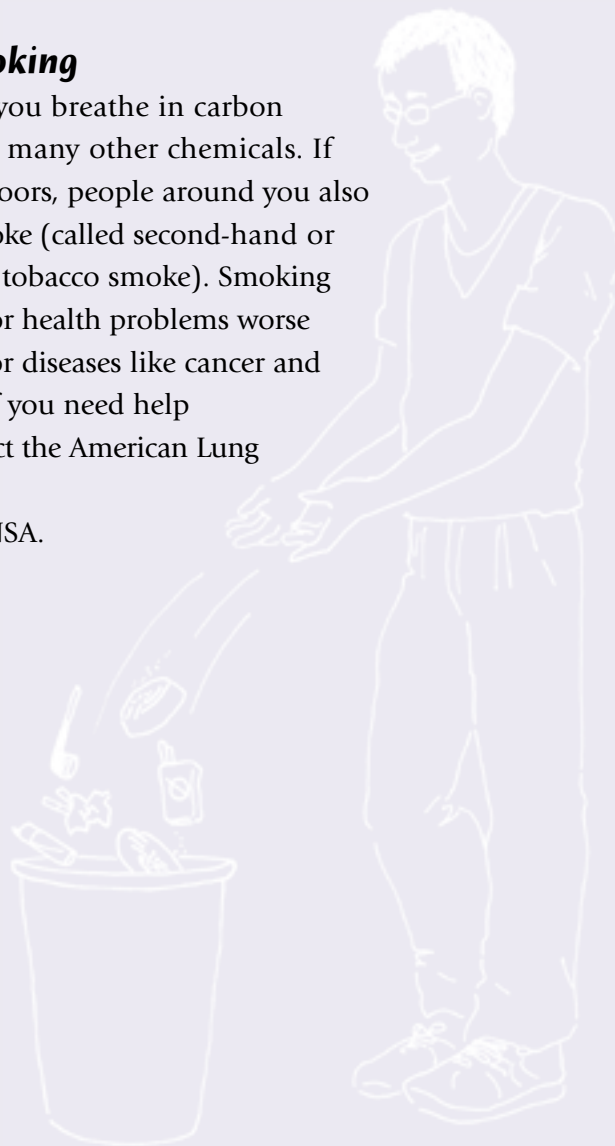 oking
you breathe in carbon
many other chemicals. If
oors, people around you also
oke (called second-hand or
tobacco smoke). Smoking
or health problems worse
or diseases like cancer and
f you need help
ct the American Lung
NSA.